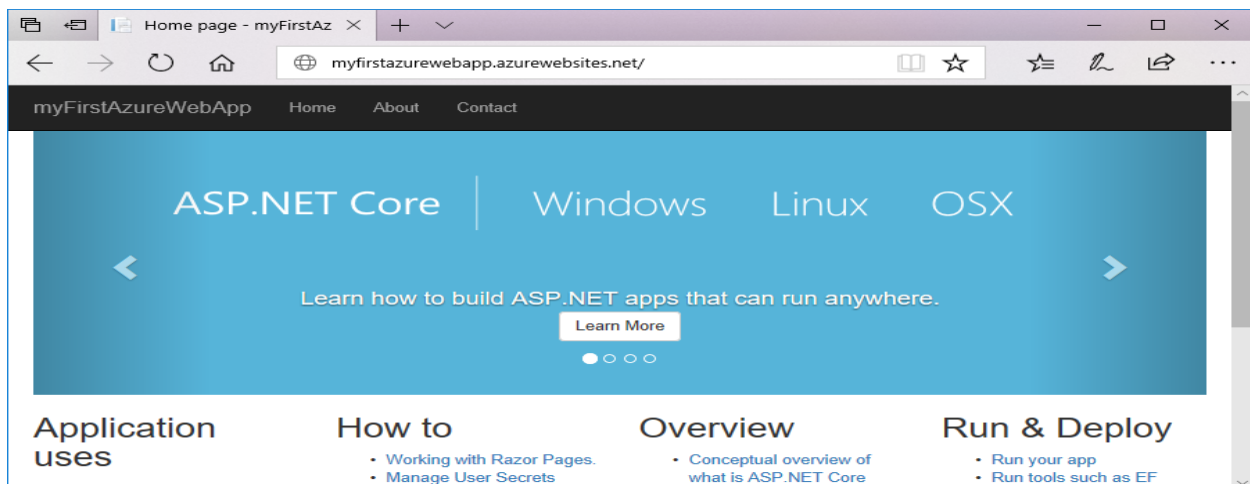 Home page - myFirstAz
myfirstazurewebapp.azurewebsites.net/
myFirstAzureWebApp Home About Contact
ASP.NET Core Windows Linux OSX
Learn how to build ASP.NET apps that can run anywhere.
Learn More
Application
uses
How to
• Working with Razor Pages.
• Manage User Secrets
Overview
• Conceptual overview of
what is ASP.NET Core
Run & Deploy
• Run your app
• Run tools such as EF